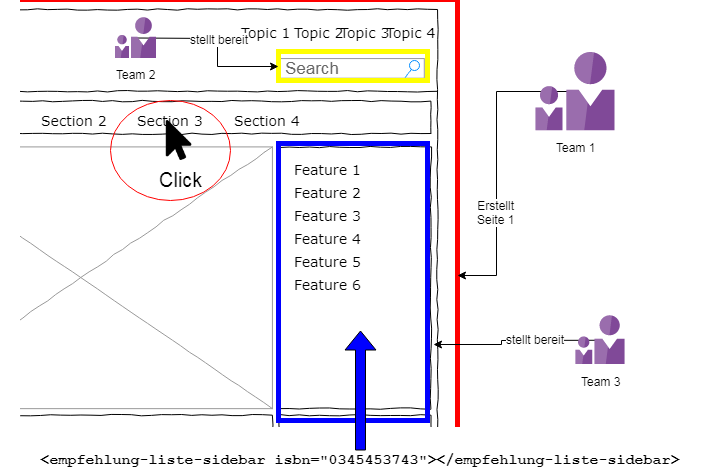 Topic 1 Topic 2 Topic 3 Topic 4
stellt bereit
Search
Team 2
Section 2 Section 3 Section 4
Team 1
Click
Feature 1
Feature 2
Feature 3
Feature 4
Feature 5
Feature 6
Erstellt
Seite 1
stellt bereit
Team 3
<empfehlung-liste-sidebar isbn="0345453743"></empfehlung-liste-sidebar>